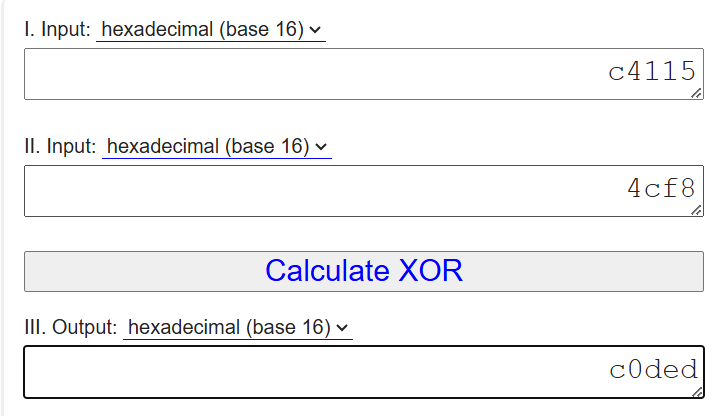 I. Input: hexadecimal (base 16)
c4115
II. Input: hexadecimal (base 16)
4cf8
Calculate XOR
III. Output: hexadecimal (base 16)
c0ded